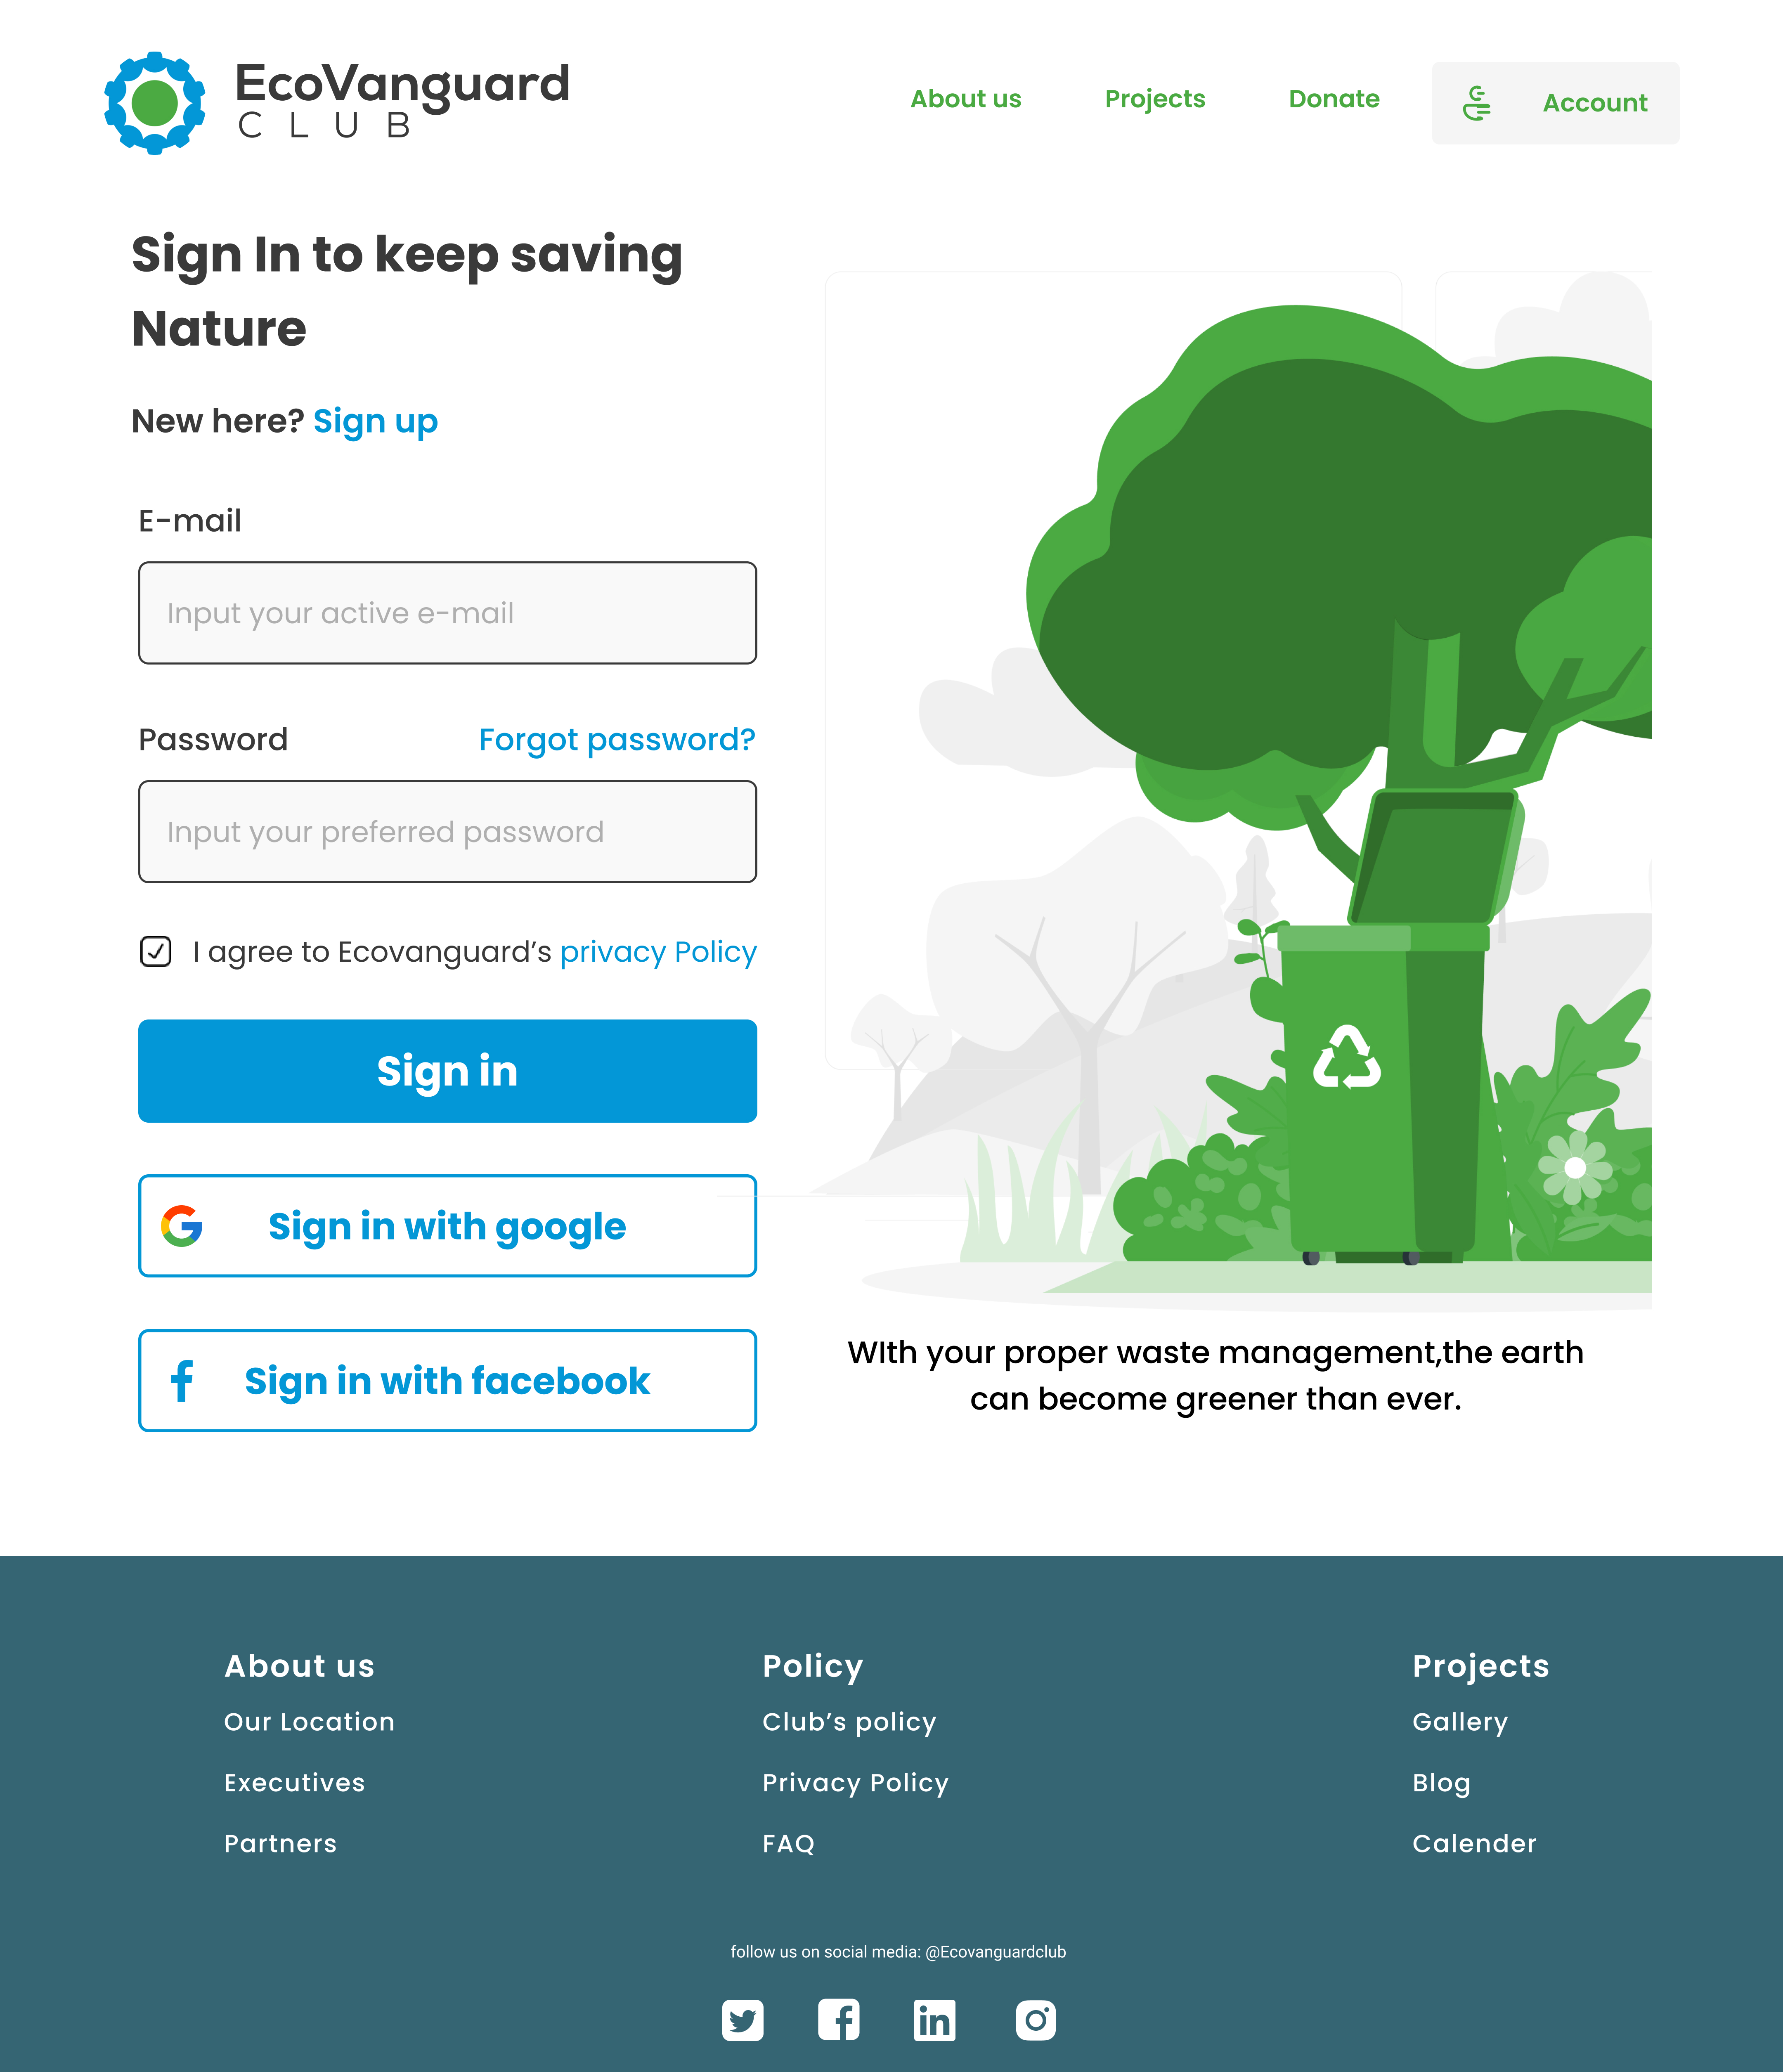 EcoVanguard
CLUB
About us
Projects
Donate
Account
Sign In to keep saving
Nature
New here? Sign up
E-mail
Input your active e-mail
Password
Forgot password?
Input your preferred password
I agree to Ecovanguard’s privacy Policy
Sign in
Sign in with google
Sign in with facebook
WIth your proper waste management,the earth
can become greener than ever.
About us
Our Location
Executives
Partners
Policy
Club’s policy
Privacy Policy
FAQ
Projects
Gallery
Blog
Calender
follow us on social media: @Ecovanguardclub